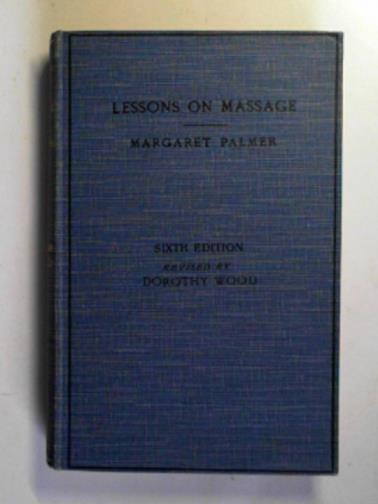 LESSONS ON MASSAGE
MARGARET PALMER
SIXTH EDITION
REVISED BY
DOROTHY WOOD